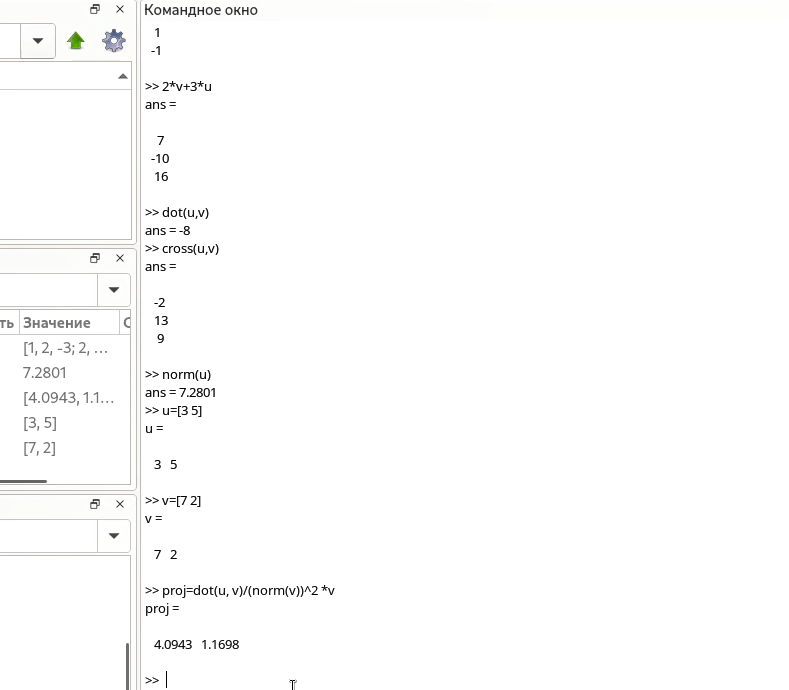 Командное окно
1
-1
>> 2*v+3*u
ans =
7
-10
16
>> dot(u,v)
ans = -8
>> cross(u,v)
ans =
-2
13
9
>> norm(u)
ans = 7.2801
>> u=[3 5]
u =
3 5
>> v=[7 2]
v =
7 2
>> proj=dot(u, v)/(norm(v))^2 *v
proj =
4.0943 1.1698
>>
ть Значение
[1, 2, -3; 2, ...
7.2801
[4.0943, 1.1...
[3, 5]
[7, 2]